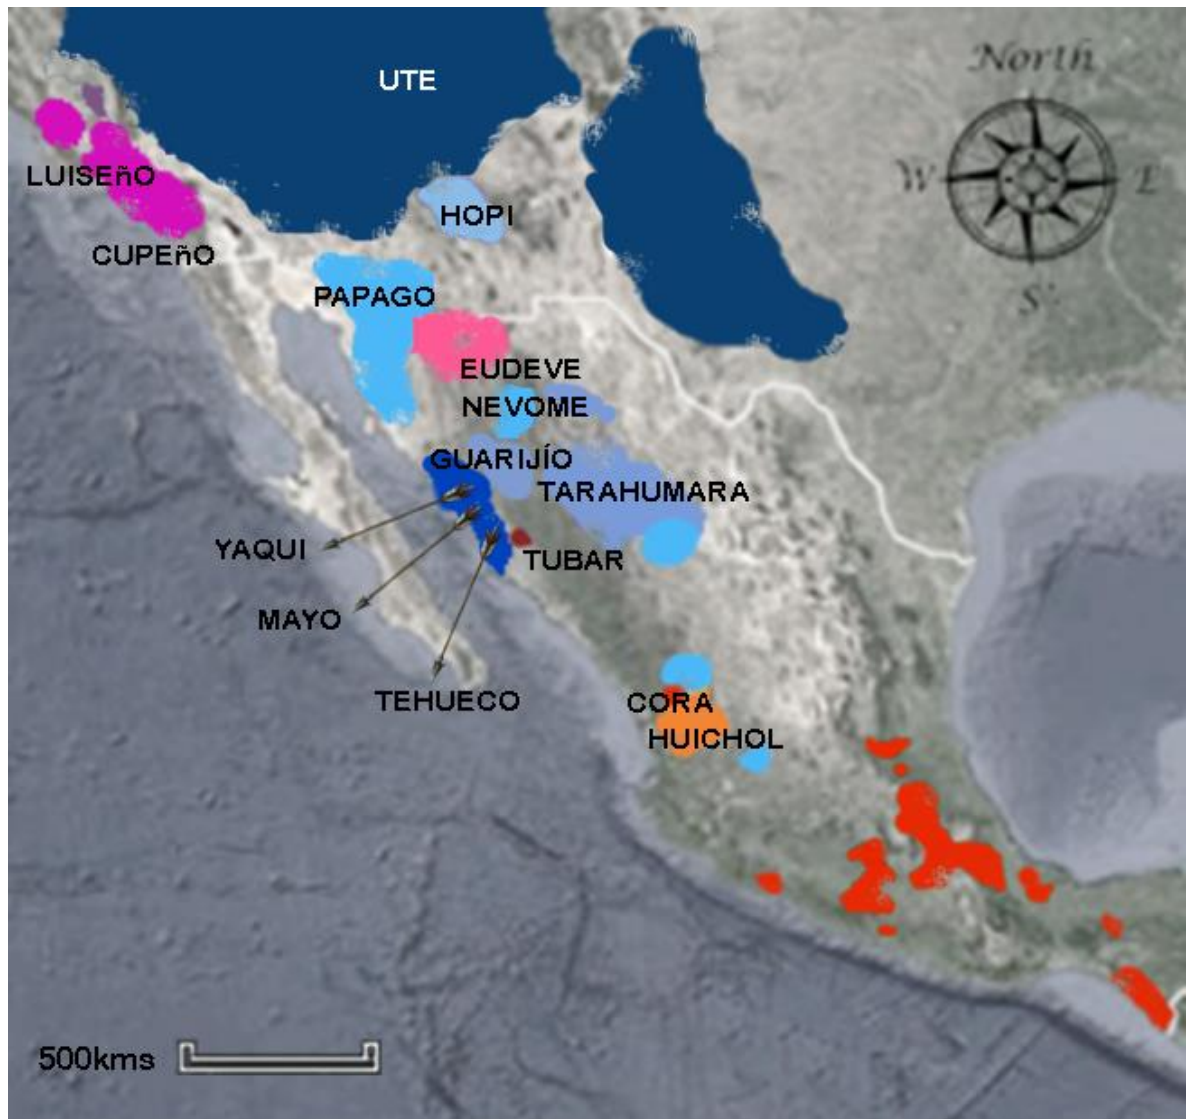 North
UTE
W
E
LUISEñO
HOPI
CUPEñO
S
PAPAGO
EUDEVE
NEVOME
GUARIJÍO
TARAHUMARA
YAQUI
TUBAR
MAYO
TEHUECO
CORA
HUICHOL
500kms